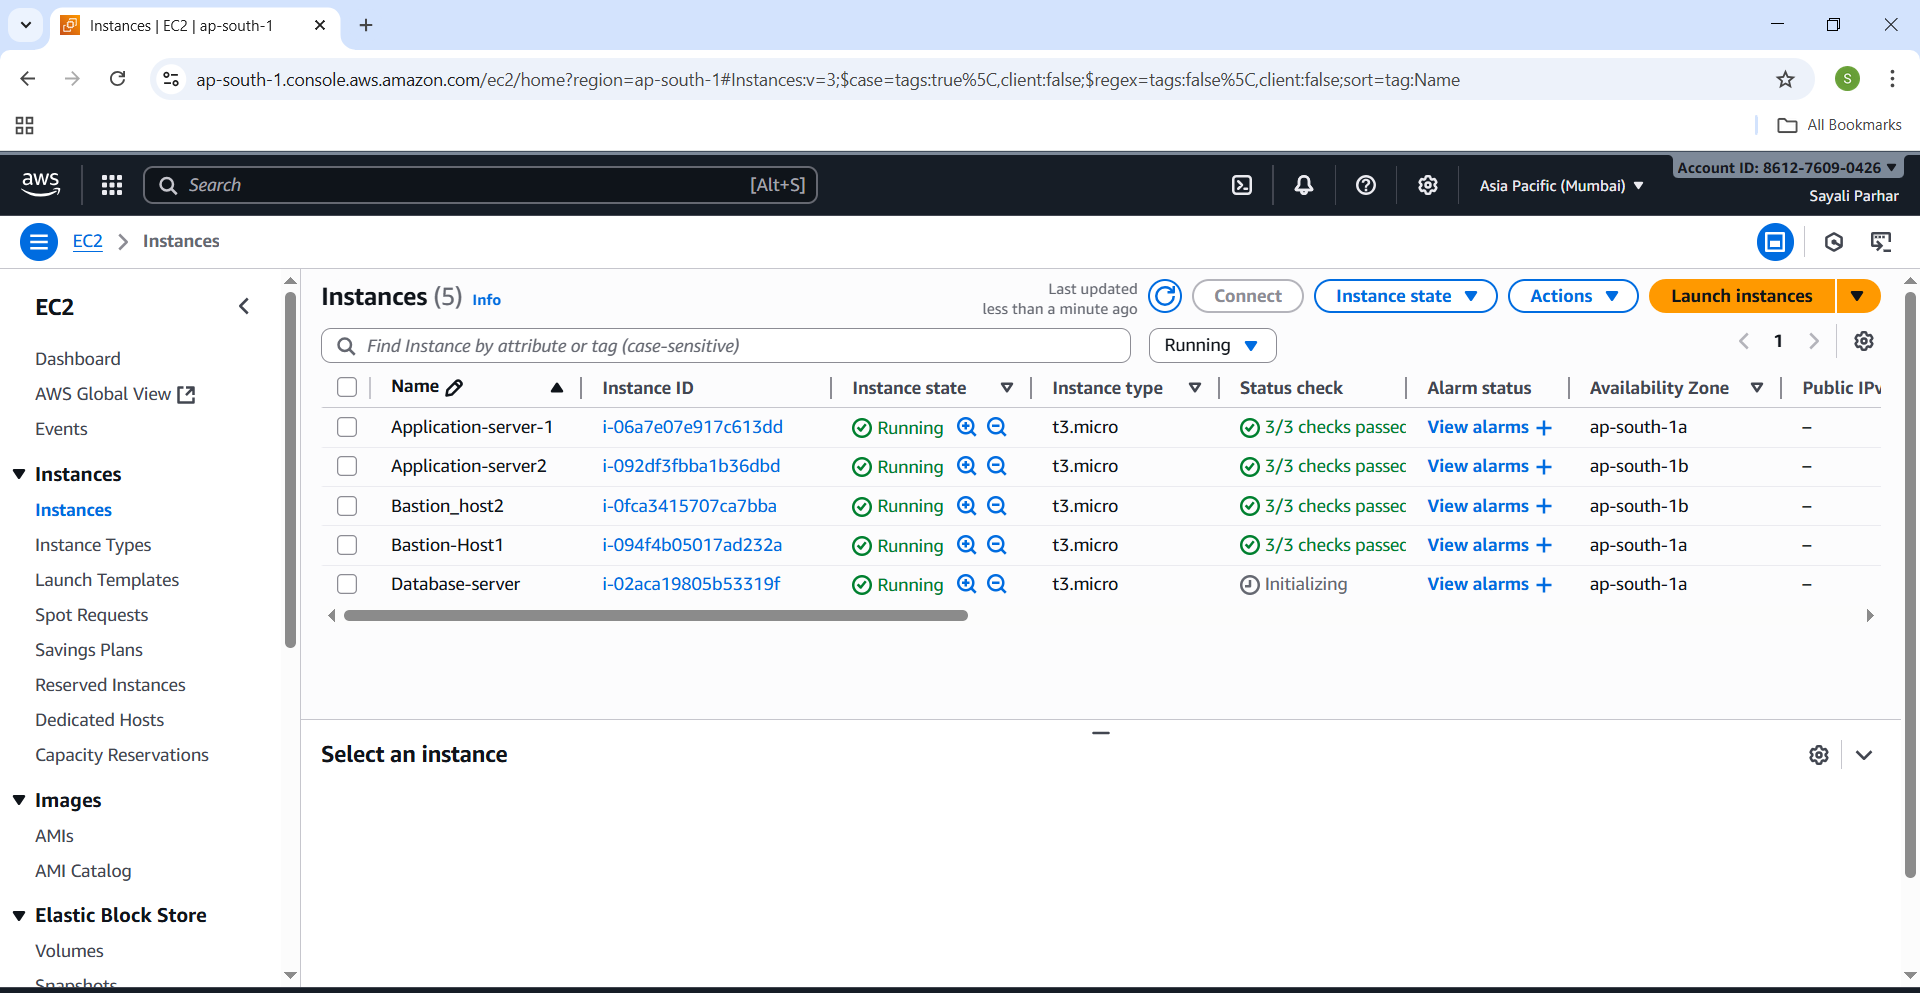 Instances | EC2 | ap-south-1
ap-south-1.console.aws.amazon.com/ec2/home?region=ap-south-1#Instances:v=3;$case=tags:true%5C,client:false;$regex=tags:false%5C,client:false;sort=tag:Name
S
All Bookmarks
aws
Search
[Alt+S]
Asia Pacific (Mumbai)
Account ID: 8612-7609-0426
Sayali Parhar
EC2
Instances
EC2
Dashboard
AWS Global View
Events
Instances
Instances
Instance Types
Launch Templates
Spot Requests
Savings Plans
Reserved Instances
Dedicated Hosts
Capacity Reservations
Images
AMIs
AMI Catalog
Elastic Block Store
Volumes
Snapshots
Instances (5) Info
Last updated
less than a minute ago
Connect
Instance state
Actions
Launch instances
Find Instance by attribute or tag (case-sensitive)
Running
1
Name Instance ID Instance state Instance type Status check Alarm status Availability Zone Public IPv
Application-server-1 i-06a7e07e917c613dd Running t3.micro 3/3 checks passed View alarms + ap-south-1a –
Application-server2 i-092df3fbba1b36dbd Running t3.micro 3/3 checks passed View alarms + ap-south-1b –
Bastion_host2 i-0fca3415707ca7bba Running t3.micro 3/3 checks passed View alarms + ap-south-1b –
Bastion-Host1 i-094f4b05017ad232a Running t3.micro 3/3 checks passed View alarms + ap-south-1a –
Database-server i-02aca19805b53319f Running t3.micro Initializing View alarms + ap-south-1a –
Select an instance